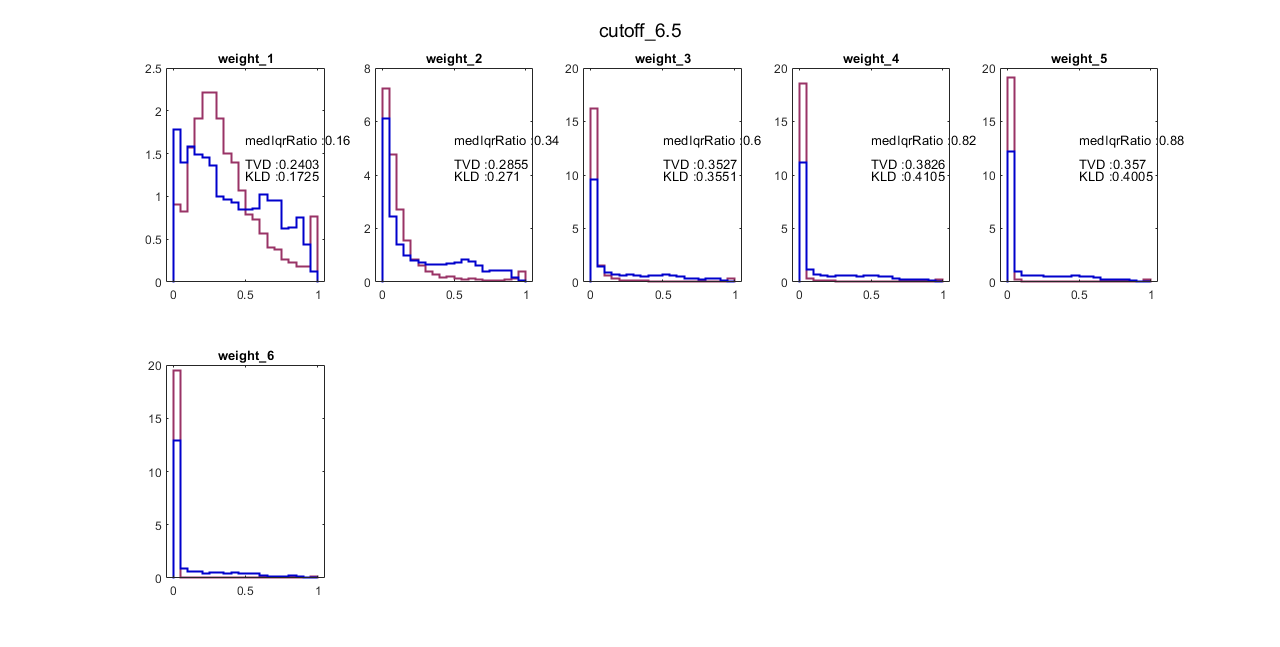 cutoff_6.5
weight_1
2.5
2
1.5
1
0.5
0
0
0.5
1
medIqrRatio :0.16
TVD :0.2403
KLD :0.1725
weight_2
8
6
4
2
0
0
0.5
1
medIqrRatio :0.34
TVD :0.2855
KLD :0.271
weight_3
20
15
10
5
0
0
0.5
1
medIqrRatio :0.6
TVD :0.3527
KLD :0.3551
weight_4
20
15
10
5
0
0
0.5
1
medIqrRatio :0.82
TVD :0.3826
KLD :0.4105
weight_5
20
15
10
5
0
0
0.5
1
medIqrRatio :0.88
TVD :0.357
KLD :0.4005
weight_6
20
15
10
5
0
0
0.5
1